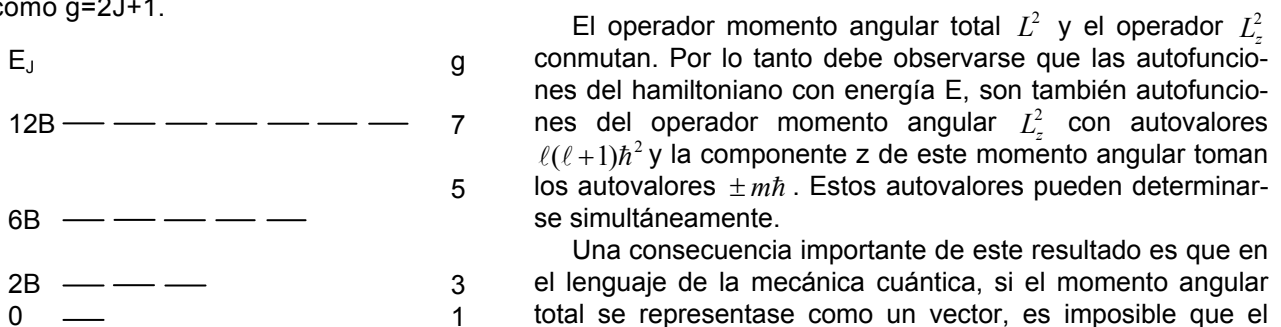 como g=2J+1.
E_J g
12B 7
5
6B
2B 3
0 1
El operador momento angular total L² y el operador L_z²
conmutan. Por lo tanto debe observarse que las autofuncio-
nes del hamiltoniano con energía E, son también autofuncio-
nes del operador momento angular L_z² con autovalores
ℓ(ℓ+1)ħ² y la componente z de este momento angular toman
los autovalores ±mħ. Estos autovalores pueden determinar-
se simultáneamente.
Una consecuencia importante de este resultado es que en
el lenguaje de la mecánica cuántica, si el momento angular
total se representase como un vector, es imposible que el